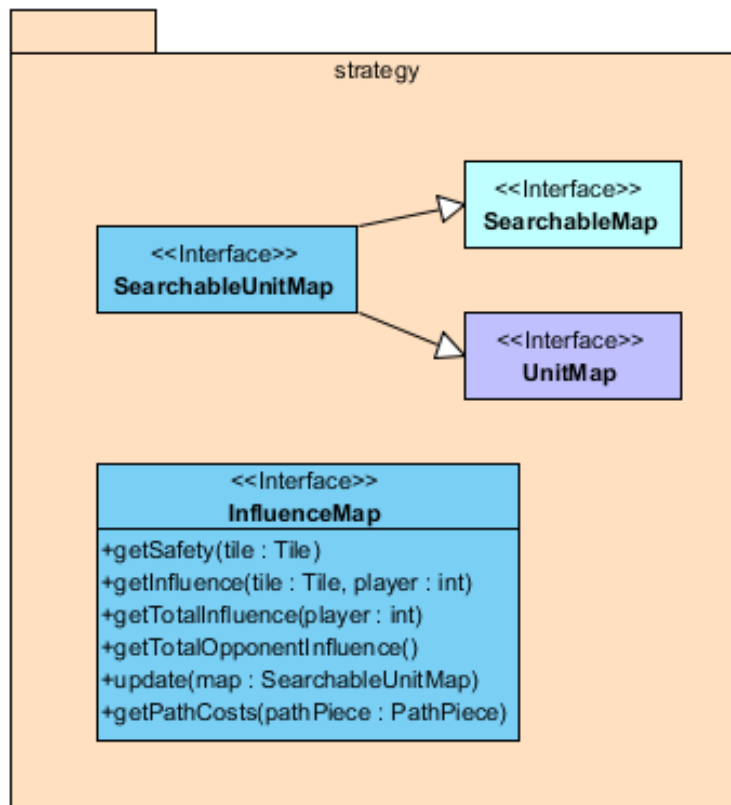 strategy
<<Interface>>
SearchableMap
<<Interface>>
SearchableUnitMap
<<Interface>>
UnitMap
<<Interface>>
InfluenceMap
+getSafety(tile : Tile)
+getInfluence(tile : Tile, player : int)
+getTotalInfluence(player : int)
+getTotalOpponentInfluence()
+update(map : SearchableUnitMap)
+getPathCosts(pathPiece : PathPiece)